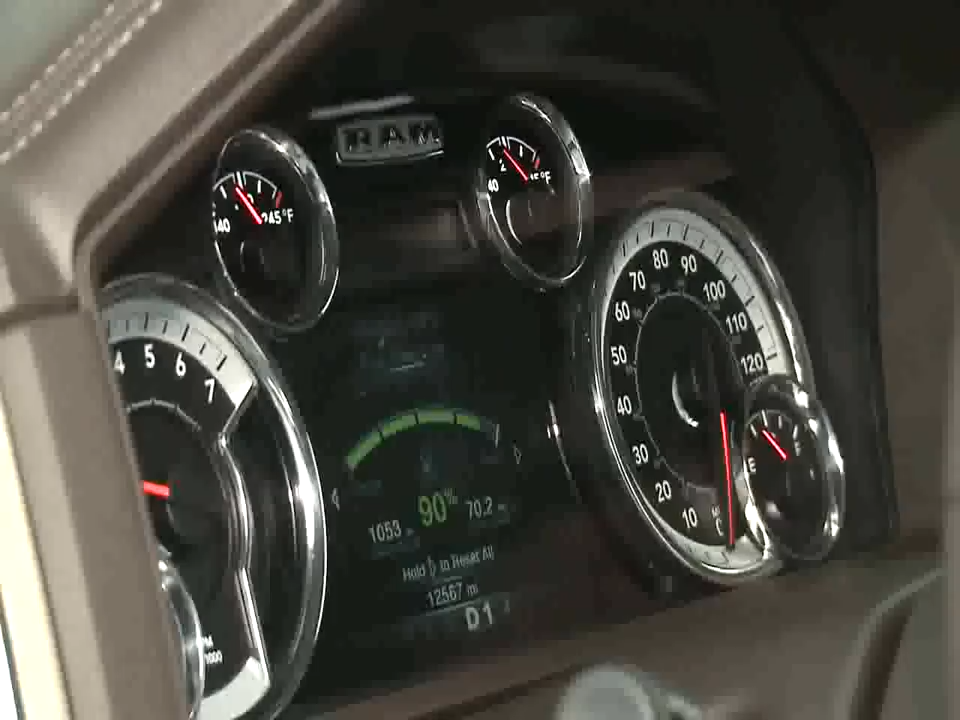 RAM
140 245°F
40
4 5 6 7
10 20 30 40 50 60 70 80 90 100 110 120
E F
90%
1053 70.2
Hold to Reset All
12567 mi
D1